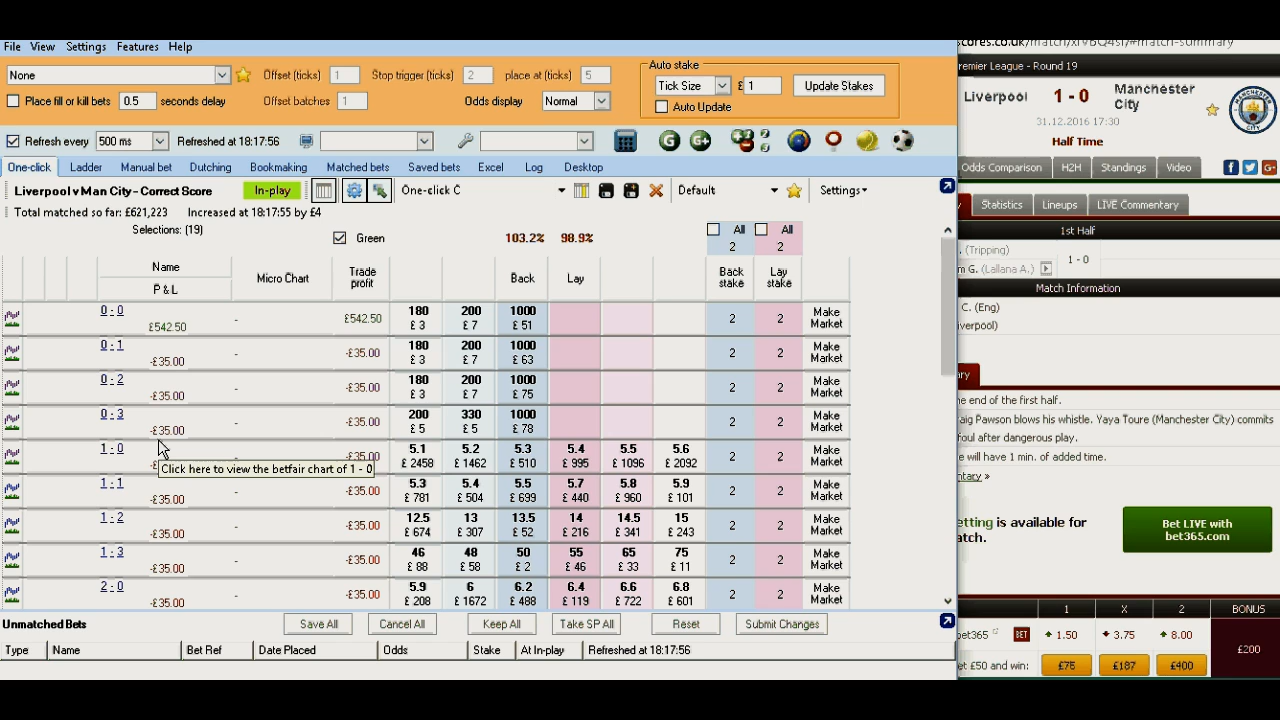 File View Settings Features Help
None Offset (ticks) 1 Stop trigger (ticks) 2 place at (ticks) 5
Place fill or kill bets 0.5 seconds delay Offset batches 1 Odds display Normal
Auto stake
Tick Size £ 1 Update Stakes
Auto Update
Refresh every 500 ms Refreshed at 18:17:56 G G+
One-click Ladder Manual bet Dutching Bookmaking Matched bets Saved bets Excel Log Desktop
Liverpool v Man City - Correct Score In-play One-click C Default Settings
Total matched so far: £621,223 Increased at 18:17:55 by £4
Selections: (19) Green 103.2% 98.9% All All
2 2
Name Micro Chart Trade profit Back Lay Back stake Lay stake
P & L
0 - 0 180 200 1000 Make
£542.50 - £542.50 £ 3 £ 7 £ 51 2 2 Market
0 - 1 180 200 1000 Make
-£35.00 - -£35.00 £ 3 £ 7 £ 63 2 2 Market
0 - 2 180 200 1000 Make
-£35.00 - -£35.00 £ 3 £ 7 £ 75 2 2 Market
0 - 3 200 330 1000 Make
-£35.00 - -£35.00 £ 5 £ 5 £ 78 2 2 Market
1 - 0 5.1 5.2 5.3 5.4 5.5 5.6 Make
- -£35.00 £ 2458 £ 1462 £ 510 £ 995 £ 1096 £ 2092 2 2 Market
Click here to view the betfair chart of 1 - 0
1 - 1 5.3 5.4 5.5 5.7 5.8 5.9 Make
-£35.00 - -£35.00 £ 781 £ 504 £ 699 £ 440 £ 960 £ 101 2 2 Market
1 - 2 12.5 13 13.5 14 14.5 15 Make
-£35.00 - -£35.00 £ 674 £ 307 £ 52 £ 216 £ 341 £ 243 2 2 Market
1 - 3 46 48 50 55 65 75 Make
-£35.00 - -£35.00 £ 88 £ 58 £ 2 £ 46 £ 33 £ 11 2 2 Market
2 - 0 5.9 6 6.2 6.4 6.6 6.8 Make
-£35.00 - -£35.00 £ 208 £ 1672 £ 488 £ 119 £ 722 £ 601 2 2 Market
Unmatched Bets Save All Cancel All Keep All Take SP All Reset Submit Changes
Type Name Bet Ref Date Placed Odds Stake At In-play Refreshed at 18:17:56
#match-summary
remier League - Round 19
Liverpool 1 - 0 Manchester City
31.12.2016 17:30
Half Time
Odds Comparison H2H Standings Video
Statistics Lineups LIVE Commentary
1st Half
. (Tripping)
m G. (Lallana A.) 1 - 0
Match Information
C. (Eng)
verpool)
ary
he end of the first half.
aig Pawson blows his whistle. Yaya Toure (Manchester City) commits
foul after dangerous play.
e will have 1 min. of added time.
entary »
etting is available for
atch.
Bet LIVE with
bet365.com
1 X 2 BONUS
bet365 BET 1.50 3.75 8.00
et £50 and win: £75 £187 £400 £200